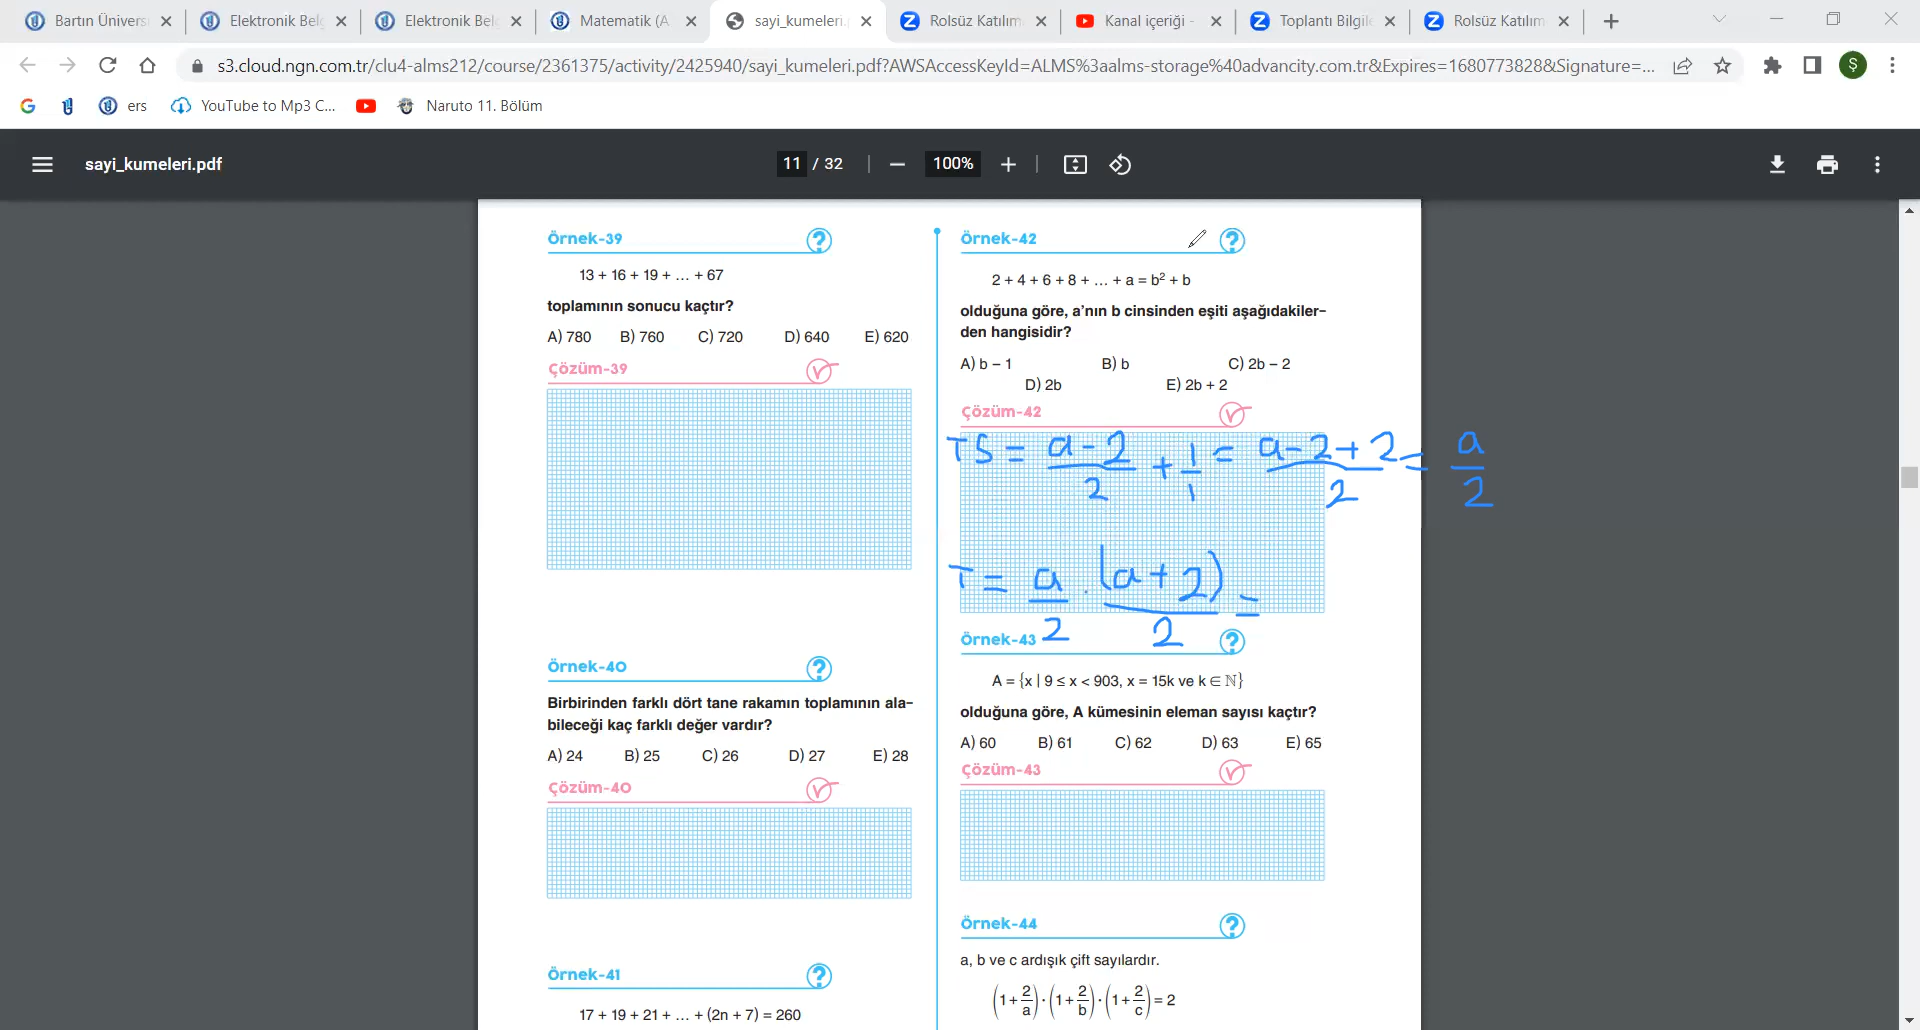 Bartın Üniversi
Elektronik Belg
Elektronik Belg
Matematik (A
sayi_kumeleri.
Rolsüz Katılım
Kanal içeriği -
Toplantı Bilgile
Rolsüz Katılım
s3.cloud.ngn.com.tr/clu4-alms212/course/2361375/activity/2425940/sayi_kumeleri.pdf?AWSAccessKeyId=ALMS%3aalms-storage%40advancity.com.tr&Expires=1680773828&Signature=...
Ş
ers
YouTube to Mp3 C...
Naruto 11. Bölüm
sayi_kumeleri.pdf
11 / 32
100%
Örnek-39
13 + 16 + 19 + ... + 67
toplamının sonucu kaçtır?
A) 780 B) 760 C) 720 D) 640 E) 620
Çözüm-39
Örnek-40
Birbirinden farklı dört tane rakamın toplamının ala-
bileceği kaç farklı değer vardır?
A) 24 B) 25 C) 26 D) 27 E) 28
Çözüm-40
Örnek-41
17 + 19 + 21 + ... + (2n + 7) = 260
Örnek-42
2 + 4 + 6 + 8 + ... + a = b² + b
olduğuna göre, a'nın b cinsinden eşiti aşağıdakiler-
den hangisidir?
A) b – 1 B) b C) 2b – 2
D) 2b E) 2b + 2
Çözüm-42
TS = (a-2)/2 + 1/1 = (a-2+2)/2 = a/2
T = a/2 . (a+2)/2 =
Örnek-43
A = {x | 9 ≤ x < 903, x = 15k ve k ∈ ℕ}
olduğuna göre, A kümesinin eleman sayısı kaçtır?
A) 60 B) 61 C) 62 D) 63 E) 65
Çözüm-43
Örnek-44
a, b ve c ardışık çift sayılardır.
(1 + 2/a) · (1 + 2/b) · (1 + 2/c) = 2